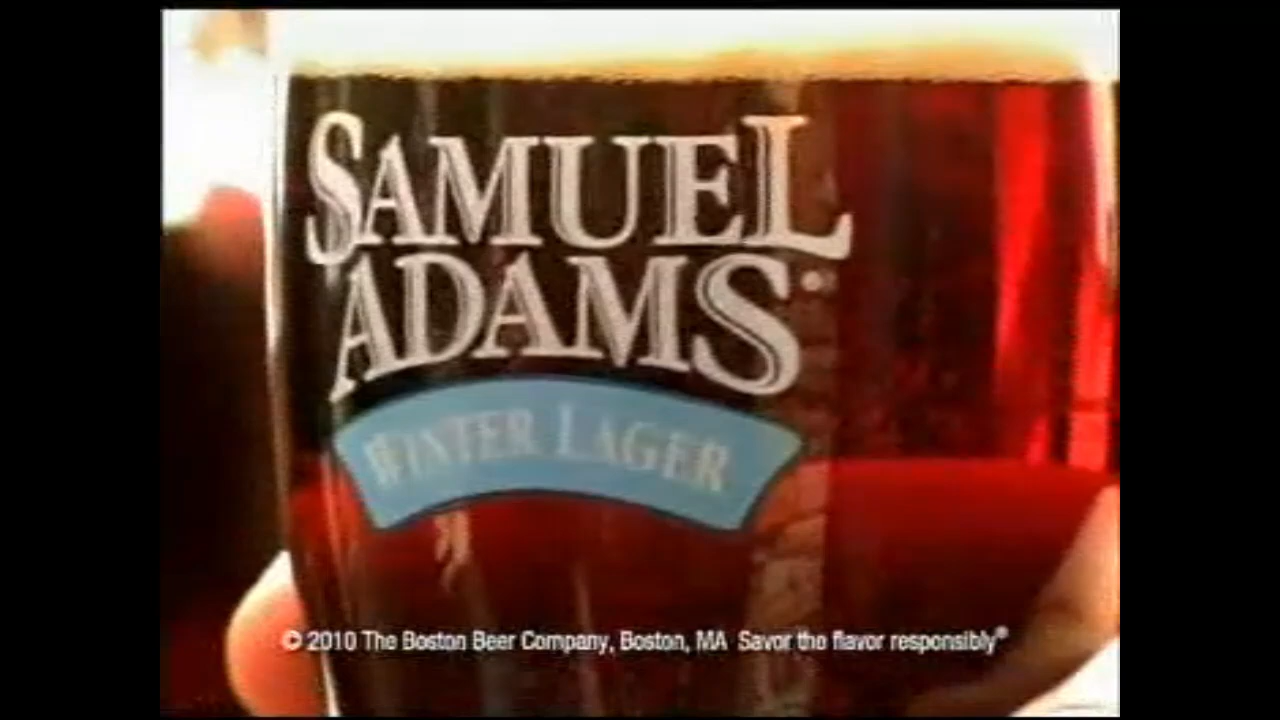 SAMUEL
ADAMS®
WINTER LAGER
© 2010 The Boston Beer Company, Boston, MA Savor the flavor responsibly®